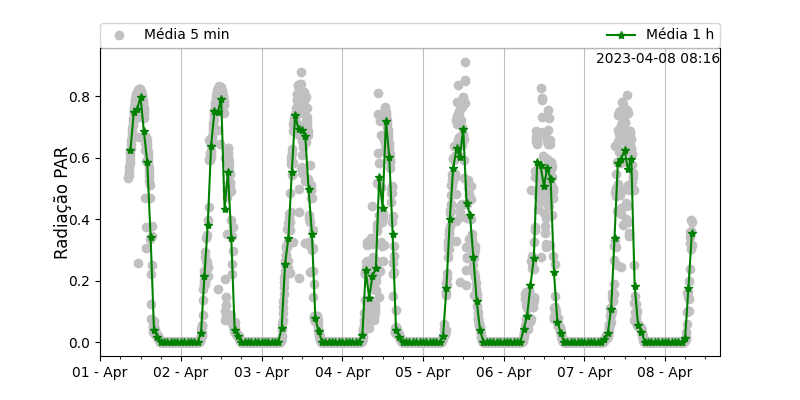 Média 5 min
Média 1 h
2023-04-08 08:16
Radiação PAR
0.8
0.6
0.4
0.2
0.0
01 - Apr
02 - Apr
03 - Apr
04 - Apr
05 - Apr
06 - Apr
07 - Apr
08 - Apr